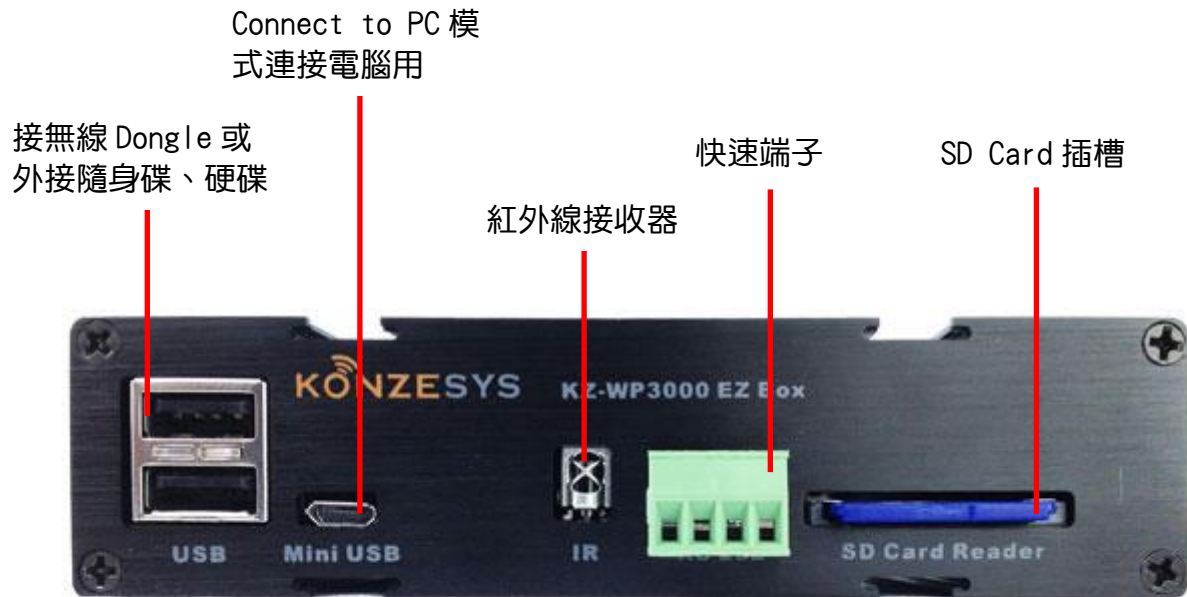 Connect to PC 模
式連接電腦用
接無線 Dongle 或
外接隨身碟、硬碟
快速端子
SD Card 插槽
紅外線接收器
KONZESYS
KZ-WP3000 EZ Box
USB
Mini USB
IR
SD Card Reader